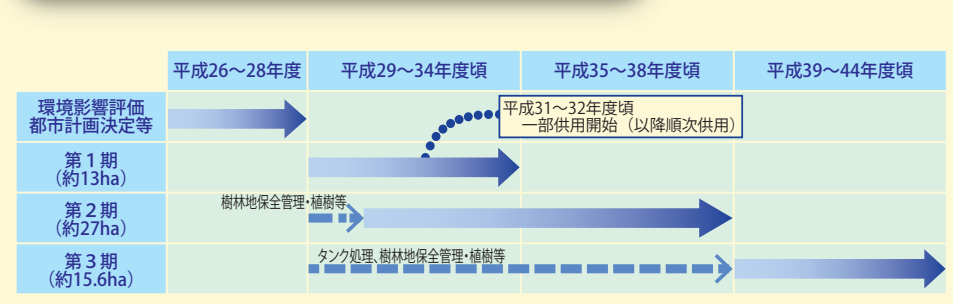 平成26～28年度
平成29～34年度頃
平成35～38年度頃
平成39～44年度頃
環境影響評価
都市計画決定等
平成31～32年度頃
一部供用開始（以降順次供用）
第１期
（約13ha）
樹林地保全管理・植樹等
第２期
（約27ha）
タンク処理、樹林地保全管理・植樹等
第３期
（約15.6ha）